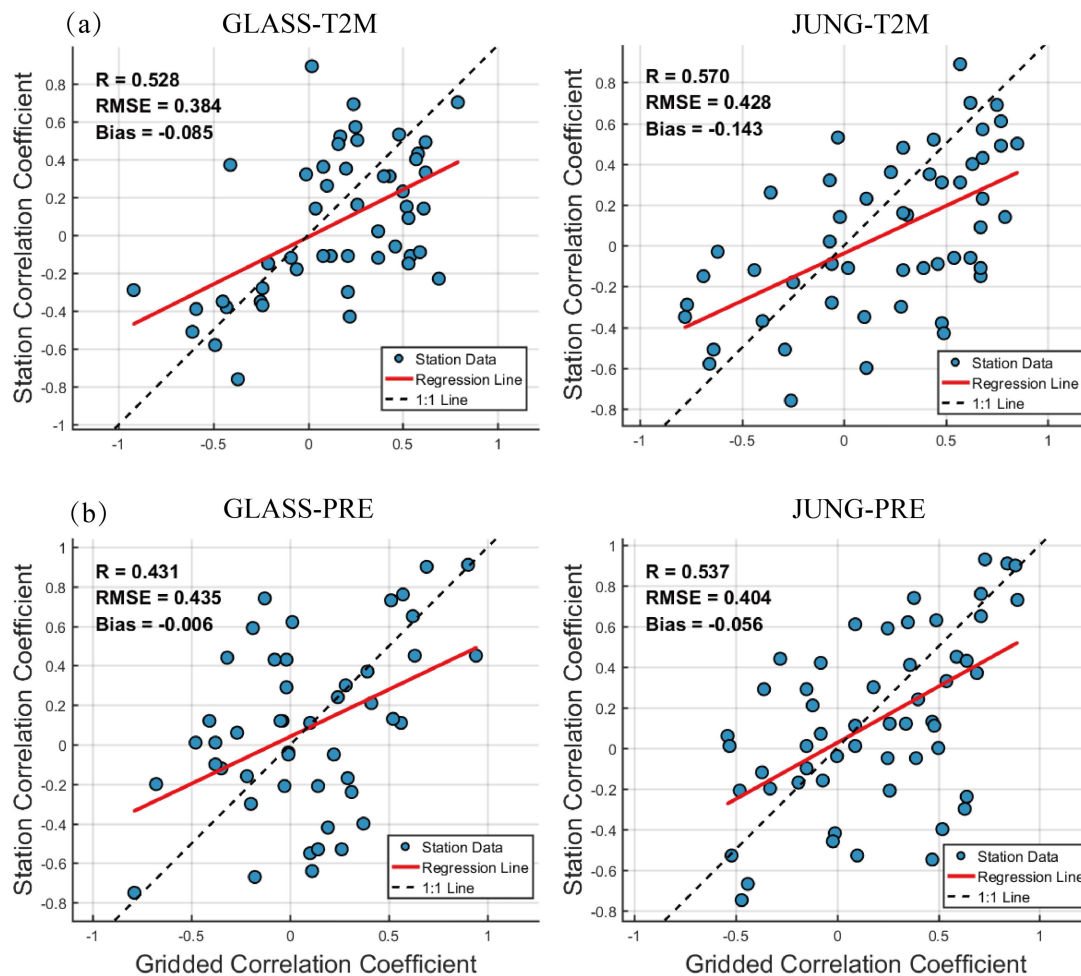 (a)
GLASS-T2M
JUNG-T2M
R = 0.528
RMSE = 0.384
Bias = -0.085
R = 0.570
RMSE = 0.428
Bias = -0.143
Station Correlation Coefficient
0.8
0.6
0.4
0.2
0
-0.2
-0.4
-0.6
-0.8
-1
-1
-0.5
0
0.5
1
Station Data
Regression Line
1:1 Line
Station Correlation Coefficient
0.8
0.6
0.4
0.2
0
-0.2
-0.4
-0.6
-0.8
-1
-0.5
0
0.5
1
Station Data
Regression Line
1:1 Line
(b)
GLASS-PRE
JUNG-PRE
R = 0.431
RMSE = 0.435
Bias = -0.006
R = 0.537
RMSE = 0.404
Bias = -0.056
Station Correlation Coefficient
1
0.8
0.6
0.4
0.2
0
-0.2
-0.4
-0.6
-0.8
-1
-0.5
0
0.5
1
Station Data
Regression Line
1:1 Line
Gridded Correlation Coefficient
Station Correlation Coefficient
1
0.8
0.6
0.4
0.2
0
-0.2
-0.4
-0.6
-0.8
-1
-0.5
0
0.5
1
Station Data
Regression Line
1:1 Line
Gridded Correlation Coefficient